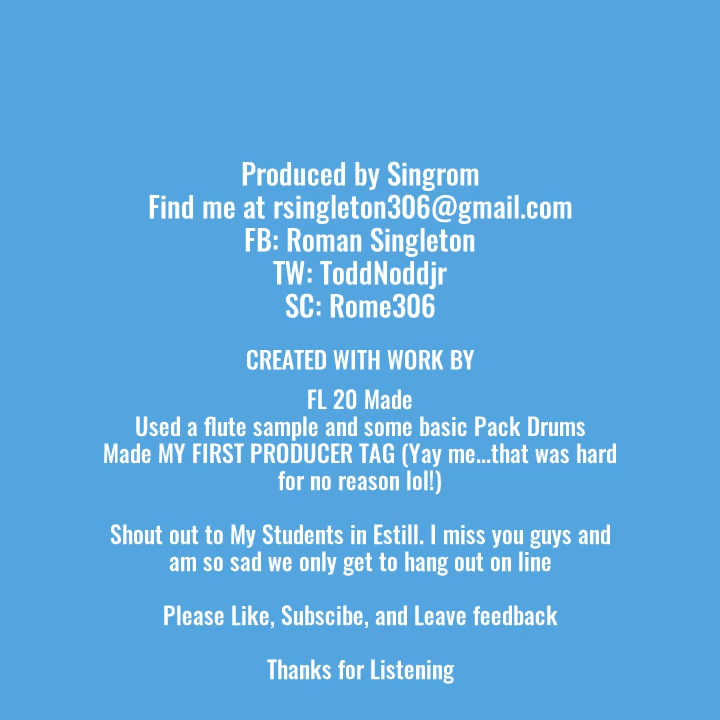 Produced by Singrom
Find me at rsingleton306@gmail.com
FB: Roman Singleton
TW: ToddNoddjr
SC: Rome306
CREATED WITH WORK BY
FL 20 Made
Used a flute sample and some basic Pack Drums
Made MY FIRST PRODUCER TAG (Yay me...that was hard
for no reason lol!)
Shout out to My Students in Estill. I miss you guys and
am so sad we only get to hang out on line
Please Like, Subscibe, and Leave feedback
Thanks for Listening